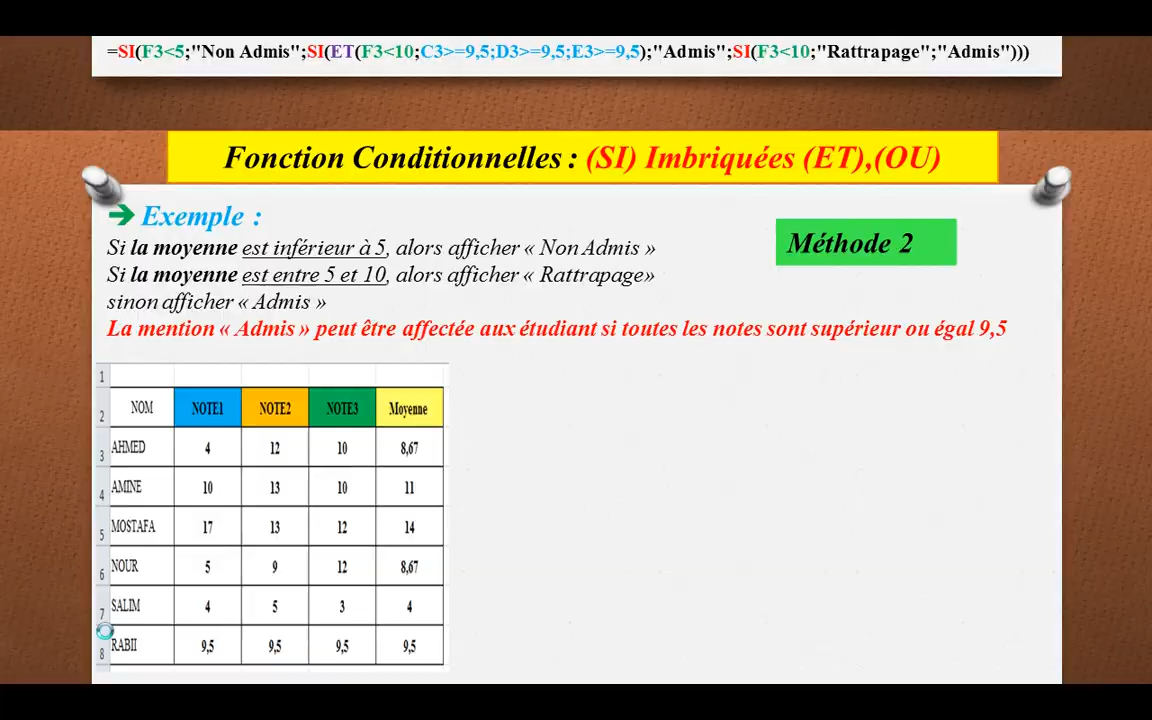 =SI(F3<5;"Non Admis";SI(ET(F3<10;C3>=9,5;D3>=9,5;E3>=9,5);"Admis";SI(F3<10;"Rattrapage";"Admis")))
Fonction Conditionnelles : (SI) Imbriquées (ET),(OU)
Exemple :
Méthode 2
Si la moyenne est inférieur à 5, alors afficher « Non Admis »
Si la moyenne est entre 5 et 10, alors afficher « Rattrapage»
sinon afficher « Admis »
La mention « Admis » peut être affectée aux étudiant si toutes les notes sont supérieur ou égal 9,5
1
2 NOM NOTE1 NOTE2 NOTE3 Moyenne
3 AHMED 4 12 10 8,67
4 AMINE 10 13 10 11
5 MOSTAFA 17 13 12 14
6 NOUR 5 9 12 8,67
7 SALIM 4 5 3 4
8 RABII 9,5 9,5 9,5 9,5